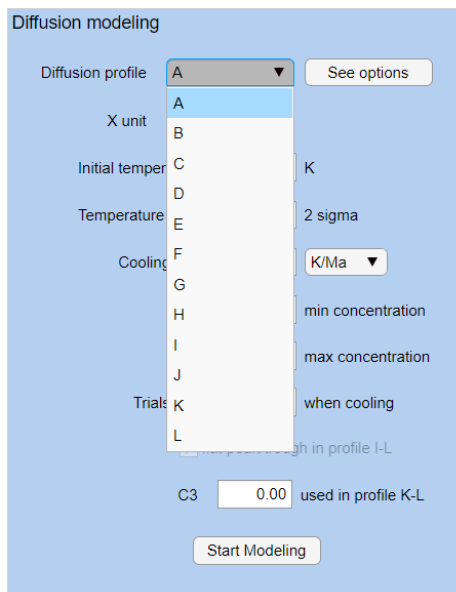 Diffusion modeling
Diffusion profile A ▼ See options
A
X unit
B
Initial temper C K
D
Temperature E 2 sigma
Cooling F K/Ma ▼
G
H min concentration
I
J max concentration
Trials K when cooling
L in profile I-L
C3 0.00 used in profile K-L
Start Modeling